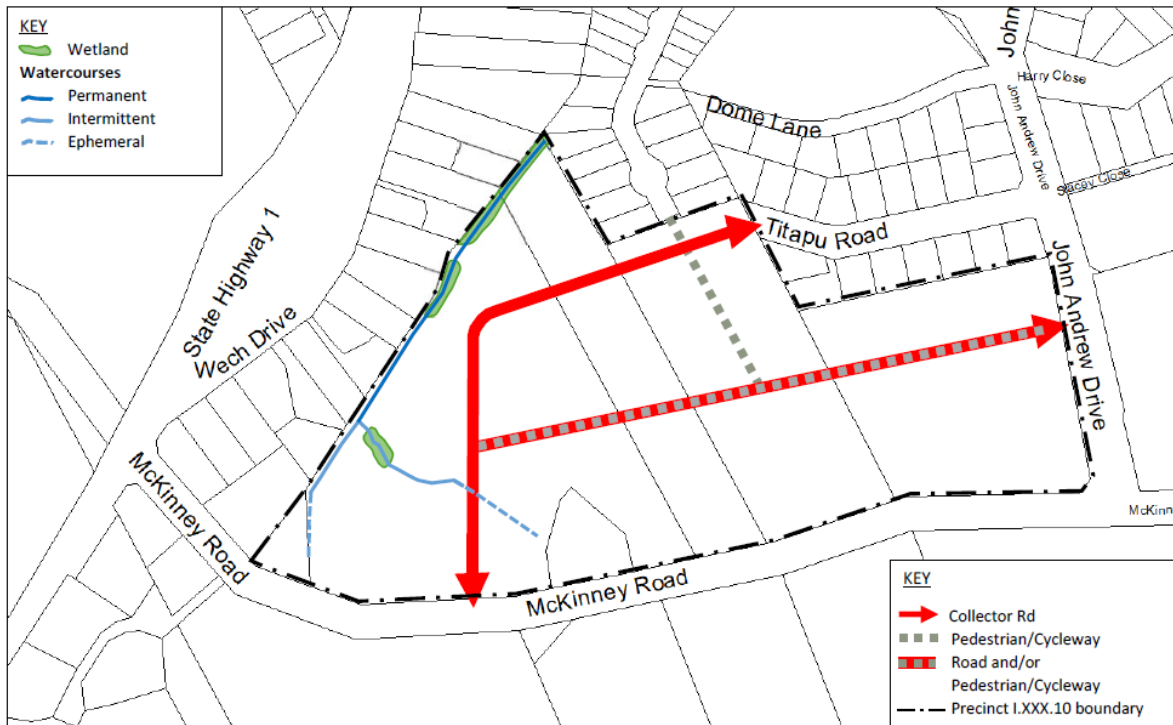 KEY
Wetland
Watercourses
Permanent
Intermittent
Ephemeral
John
Harry Close
Dome Lane
John Andrew Drive
Stacey Close
Titapu Road
John Andrew Drive
State Highway 1
Wech Drive
McKinney Road
McKinney Road
McKinn
KEY
Collector Rd
Pedestrian/Cycleway
Road and/or
Pedestrian/Cycleway
Precinct I.XXX.10 boundary